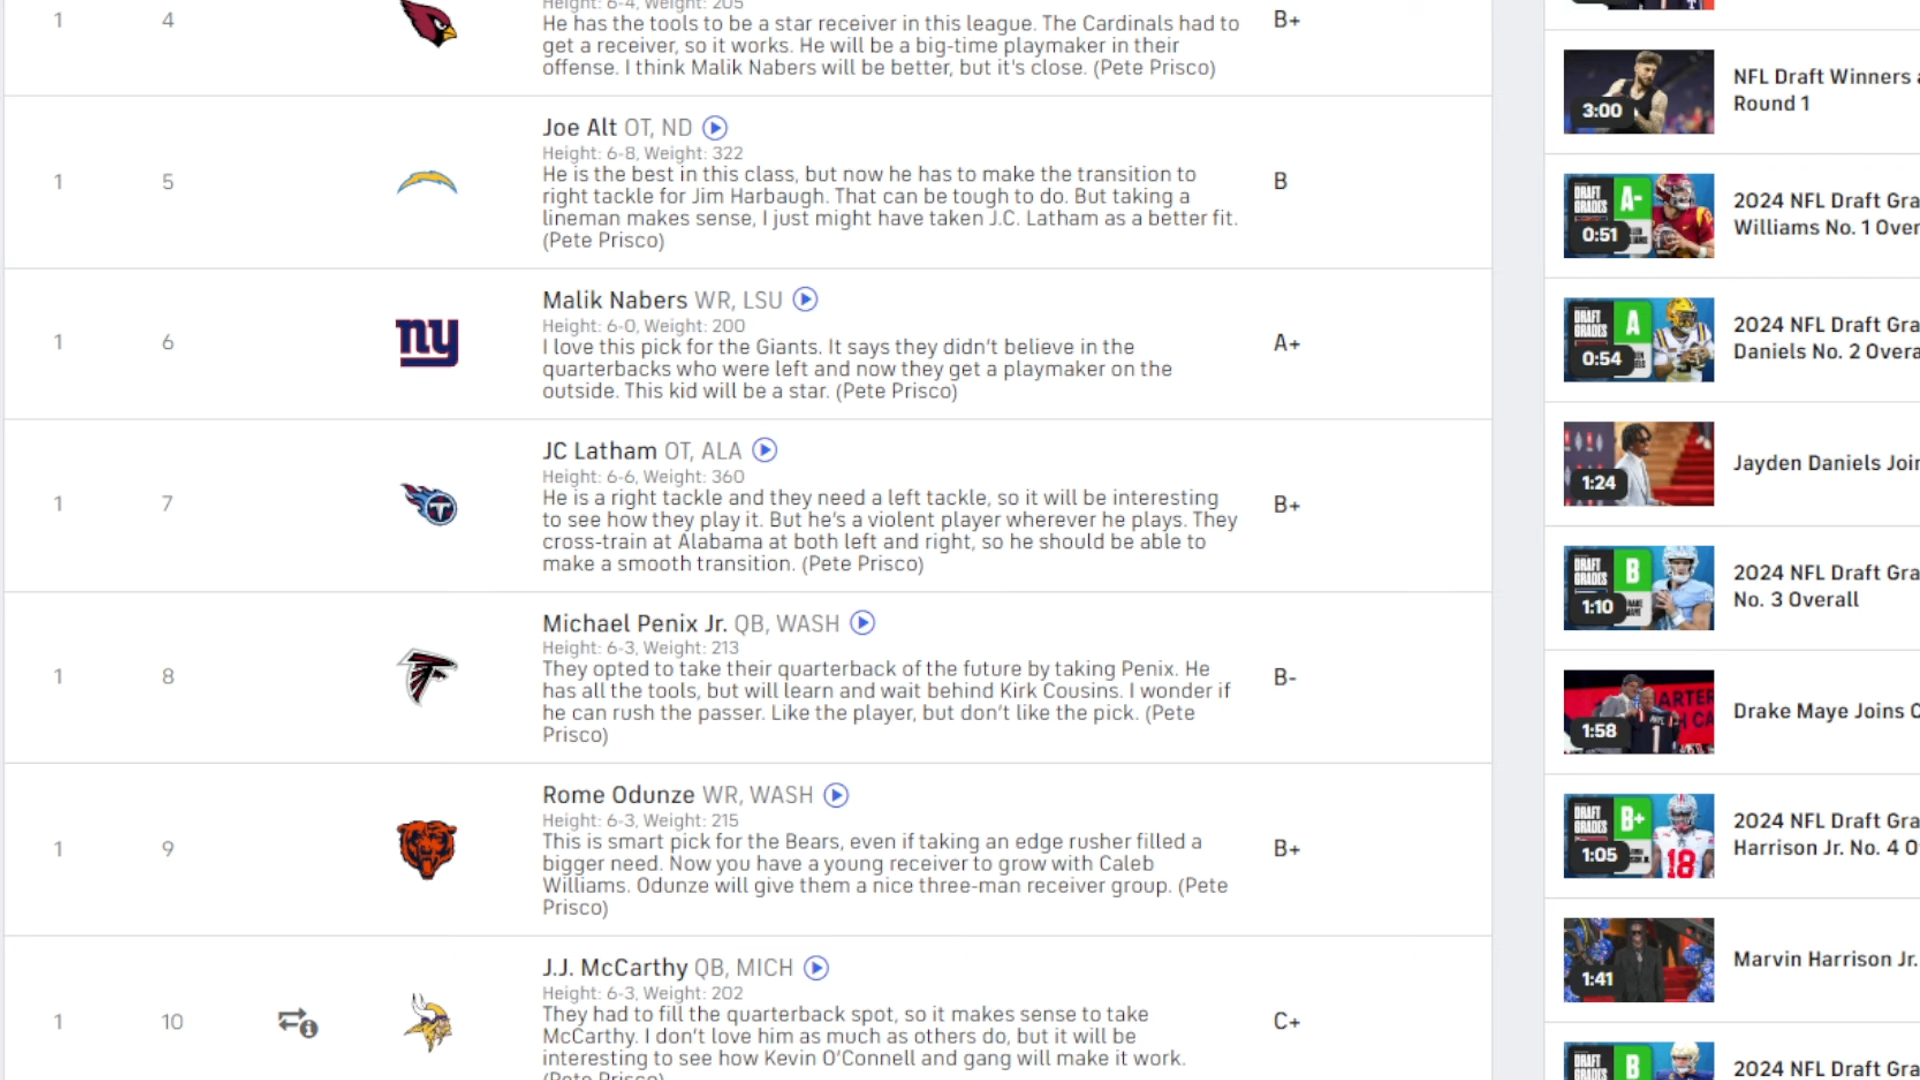 Height: 6-4, Weight: 205
1 4 He has the tools to be a star receiver in this league. The Cardinals had to B+
get a receiver, so it works. He will be a big-time playmaker in their
offense. I think Malik Nabers will be better, but it's close. (Pete Prisco)
Joe Alt OT, ND
Height: 6-8, Weight: 322
He is the best in this class, but now he has to make the transition to
1 5 B
right tackle for Jim Harbaugh. That can be tough to do. But taking a
lineman makes sense, I just might have taken J.C. Latham as a better fit.
(Pete Prisco)
Malik Nabers WR, LSU
Height: 6-0, Weight: 200
1 6 ny A+
I love this pick for the Giants. It says they didn't believe in the
quarterbacks who were left and now they get a playmaker on the
outside. This kid will be a star. (Pete Prisco)
JC Latham OT, ALA
Height: 6-6, Weight: 360
He is a right tackle and they need a left tackle, so it will be interesting
1 7 T B+
to see how they play it. But he's a violent player wherever he plays. They
cross-train at Alabama at both left and right, so he should be able to
make a smooth transition. (Pete Prisco)
Michael Penix Jr. QB, WASH
Height: 6-3, Weight: 213
They opted to take their quarterback of the future by taking Penix. He
1 8 B-
has all the tools, but will learn and wait behind Kirk Cousins. I wonder if
he can rush the passer. Like the player, but don't like the pick. (Pete
Prisco)
Rome Odunze WR, WASH
Height: 6-3, Weight: 215
This is smart pick for the Bears, even if taking an edge rusher filled a
1 9 B+
bigger need. Now you have a young receiver to grow with Caleb
Williams. Odunze will give them a nice three-man receiver group. (Pete
Prisco)
J.J. McCarthy QB, MICH
Height: 6-3, Weight: 202
They had to fill the quarterback spot, so it makes sense to take
1 10 C+
McCarthy. I don't love him as much as others do, but it will be
interesting to see how Kevin O'Connell and gang will make it work.
(Pete Prisco)
NFL Draft Winners
Round 1
3:00
DRAFT GRADES A-
0:51
2024 NFL Draft Gra
Williams No. 1 Over
DRAFT GRADES A
0:54
2024 NFL Draft Gra
Daniels No. 2 Overa
1:24
Jayden Daniels Join
DRAFT GRADES B
1:10
2024 NFL Draft Gra
No. 3 Overall
1:58
Drake Maye Joins C
DRAFT GRADES B+
18
1:05
2024 NFL Draft Gra
Harrison Jr. No. 4 O
1:41
Marvin Harrison Jr.
DRAFT B
2024 NFL Draft Gra